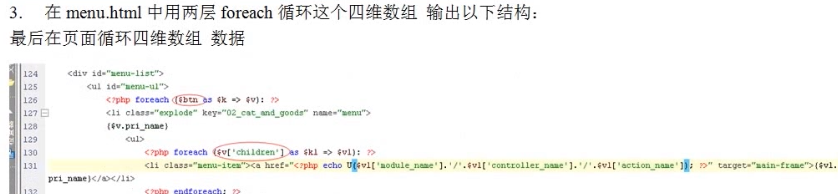 3. 在 menu.html 中用两层 foreach 循环这个四维数组 输出以下结构：
最后在页面循环四维数组 数据
124 <div id="menu-list">
125 <ul id="menu-ul">
126 <?php foreach ($btn as $k => $v): ?>
127 <li class="explode" key="02_cat_and_goods" name="menu">
128 {$v.pri_name}
129 <ul>
130 <?php foreach ($v['children'] as $k1 => $v1): ?>
131 <li class="menu-item"><a href="<?php echo U($v1['module_name'].'/'.$v1['controller_name'].'/'.$v1['action_name']); ?>" target="main-frame">{$v1.
pri_name}</a></li>
132 <?php endforeach; ?>